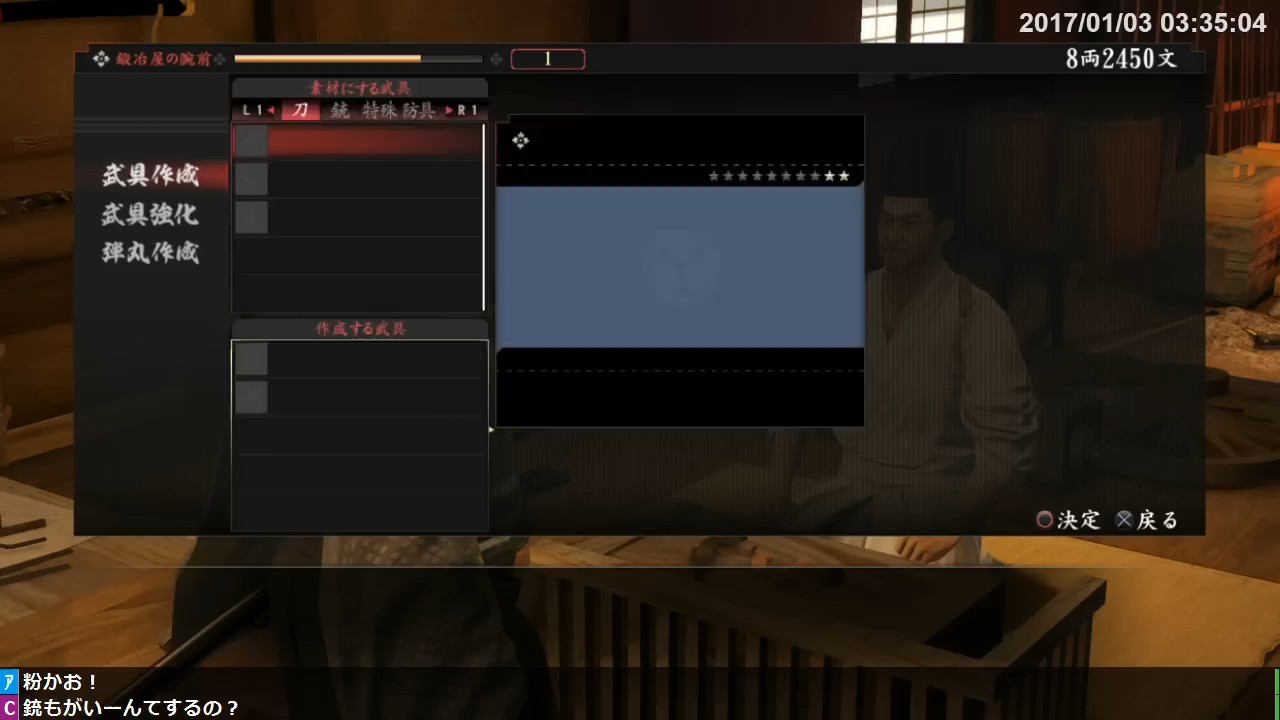 2017/01/03 03:35:04
鍛冶屋の腕前
1
8両2450文
素材にする武具
L1 刀 銃 特殊 防具 R1
★★★★★★★★★★
武具作成
武具強化
弾丸作成
作成する武具
決定 戻る
ア 粉かお！
C 銃もがいーんてするの？